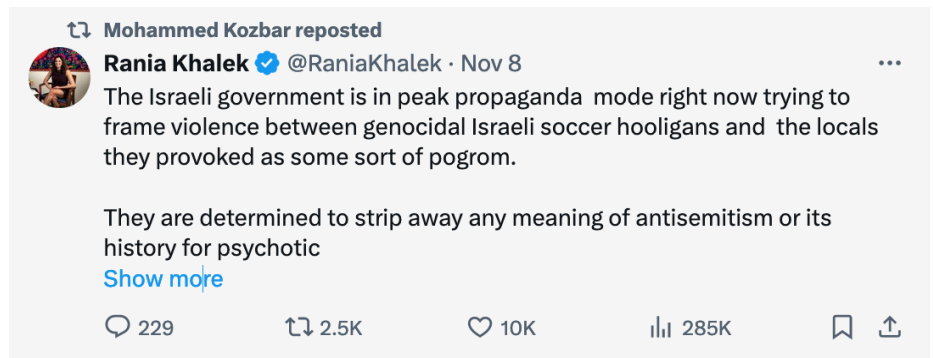 Mohammed Kozbar reposted
Rania Khalek @RaniaKhalek · Nov 8
The Israeli government is in peak propaganda  mode right now trying to
frame violence between genocidal Israeli soccer hooligans and  the locals
they provoked as some sort of pogrom.
They are determined to strip away any meaning of antisemitism or its
history for psychotic
Show more
229 2.5K 10K 285K